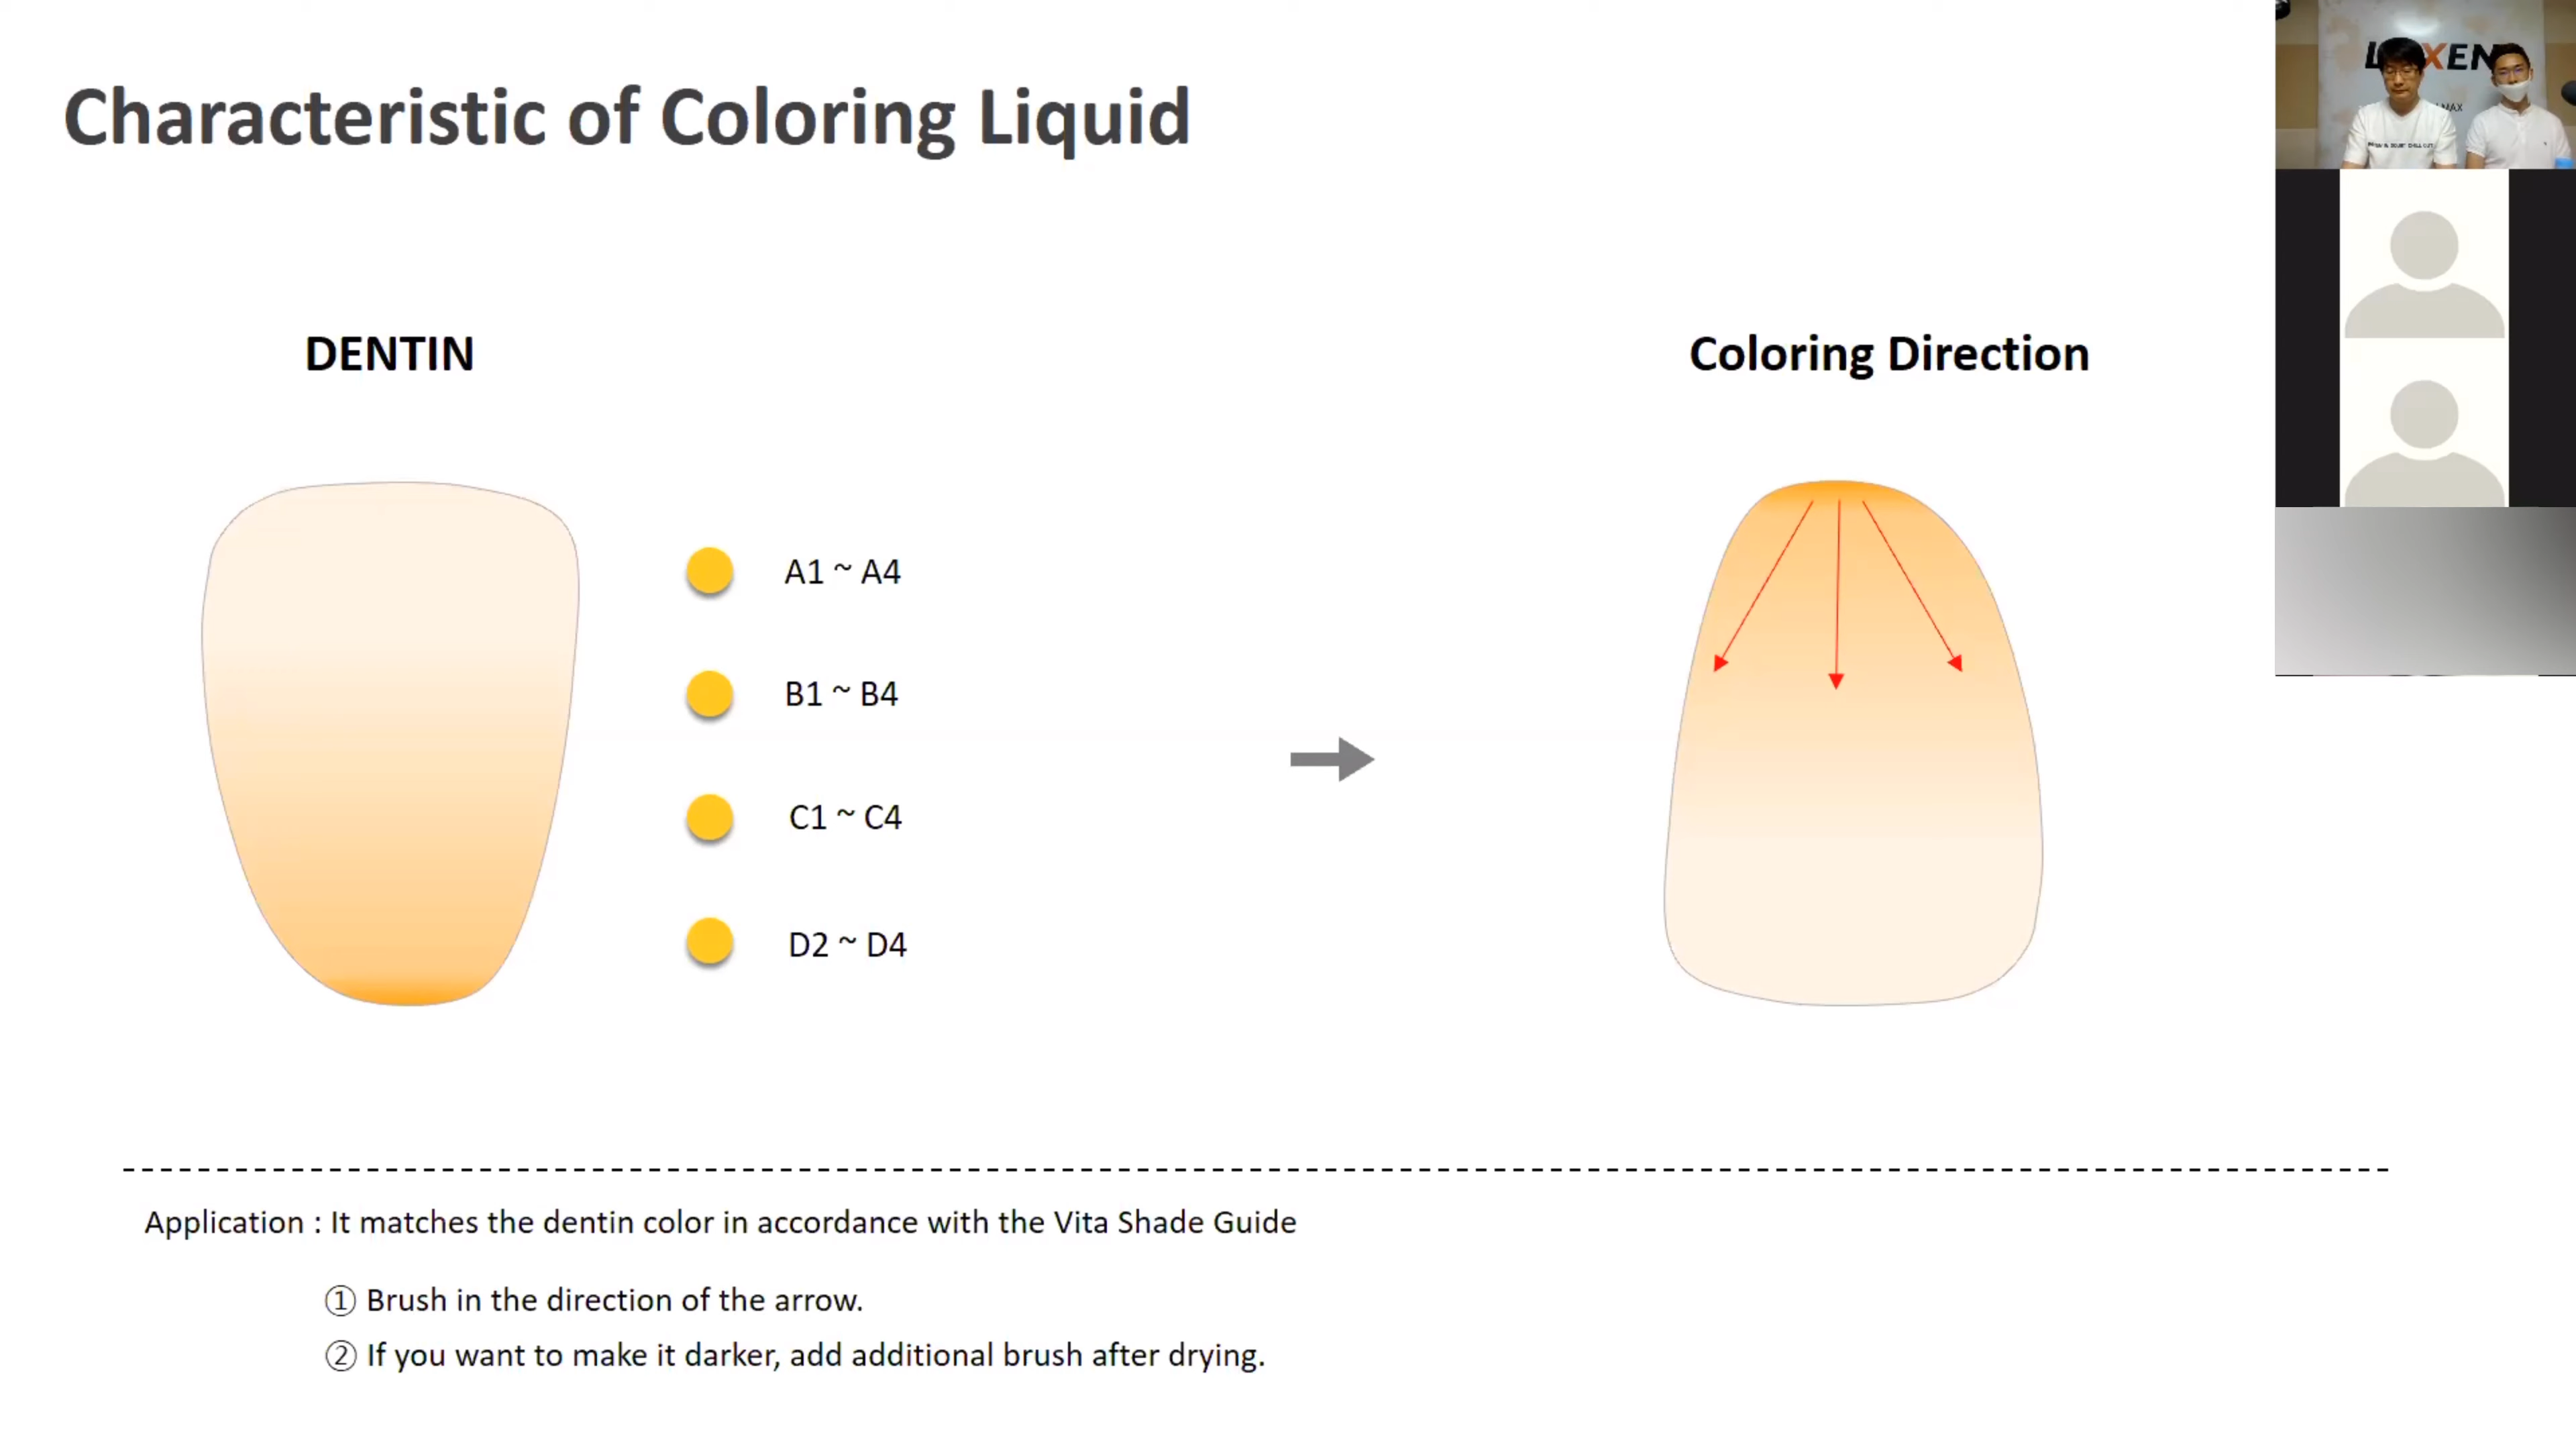 Characteristic of Coloring Liquid
DENTIN
Coloring Direction
A1 ~ A4
B1 ~ B4
C1 ~ C4
D2 ~ D4
Application : It matches the dentin color in accordance with the Vita Shade Guide
① Brush in the direction of the arrow.
② If you want to make it darker, add additional brush after drying.